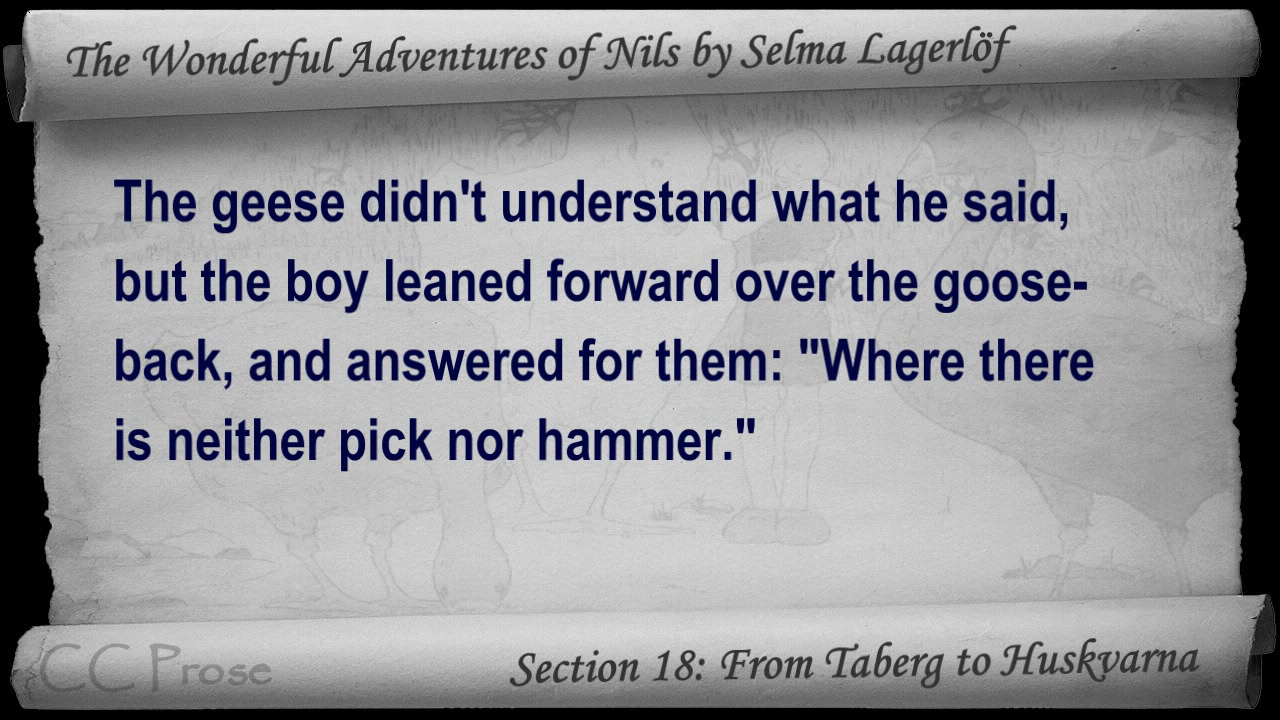 The Wonderful Adventures of Nils by Selma Lagerlöf
The geese didn't understand what he said,
but the boy leaned forward over the goose-
back, and answered for them: "Where there
is neither pick nor hammer."
CC Prose
Section 18: From Taberg to Huskvarna